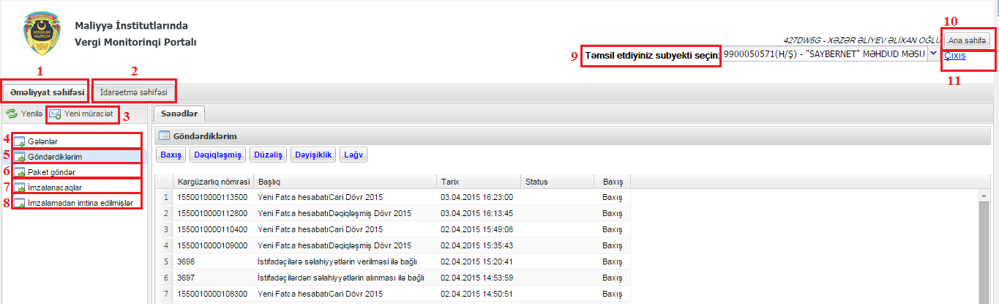 Maliyyə İnstitutlarında
Vergi Monitorinqi Portalı
10
427DW5G - XƏZƏR ƏLİYEV ƏLİXAN OĞLU
Ana səhifə
9 Təmsil etdiyiniz subyekti seçin: 9900050571(H/Ş) - "SAYBERNET" MƏHDUD MƏSU
Çıxış
11
1 2
Əməliyyat səhifəsi İdarəetmə səhifəsi
Yenilə Yeni müraciət 3
Sənədlər
4 Gələnlər
5 Göndərdiklərim
6 Paket göndər
7 İmzalanacaqlar
8 İmzalamadan imtina edilmişlər
Göndərdiklərim
Baxış Dəqiqləşmiş Düzəliş Dəyişiklik Ləğv
Kargüzarlıq nömrəsi Başlıq Tarix Status Baxış
1 1550010000113500 Yeni Fatca hesabatıCari Dövr 2015 03.04.2015 16:23:00 Baxış
2 1550010000112800 Yeni Fatca hesabatıDəqiqləşmiş Dövr 2015 03.04.2015 16:13:45 Baxış
3 1550010000110400 Yeni Fatca hesabatıCari Dövr 2015 02.04.2015 15:49:08 Baxış
4 1550010000109000 Yeni Fatca hesabatıDəqiqləşmiş Dövr 2015 02.04.2015 15:35:43 Baxış
5 3698 İstifadəçilərə səlahiyyətlərin verilməsi ilə bağlı 02.04.2015 15:20:41 Baxış
6 3697 İstifadəçilərdən səlahiyyətlərin alınması ilə bağlı 02.04.2015 14:53:59 Baxış
7 1550010000108300 Yeni Fatca hesabatıCari Dövr 2015 02.04.2015 14:50:51 Baxış